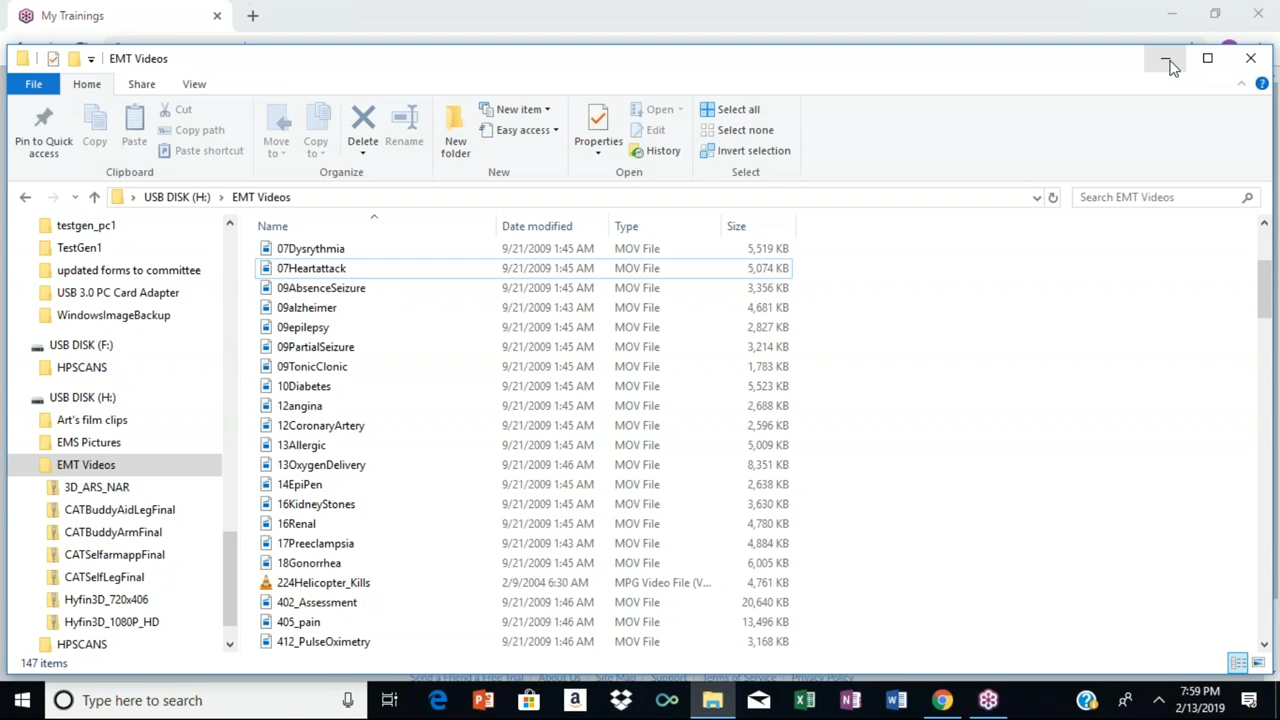 My Trainings
EMT Videos
File Home Share View
Pin to Quick access
Copy
Paste
Cut
Copy path
Paste shortcut
Clipboard
Move to
Copy to
Delete
Rename
Organize
New folder
New item
Easy access
New
Properties
Open
Edit
History
Open
Select all
Select none
Invert selection
Select
USB DISK (H:) › EMT Videos
Search EMT Videos
testgen_pc1
TestGen1
updated forms to committee
USB 3.0 PC Card Adapter
WindowsImageBackup
USB DISK (F:)
HPSCANS
USB DISK (H:)
Art's film clips
EMS Pictures
EMT Videos
3D_ARS_NAR
CATBuddyAidLegFinal
CATBuddyArmFinal
CATSelfarmappFinal
CATSelfLegFinal
Hyfin3D_720x406
Hyfin3D_1080P_HD
HPSCANS
Name Date modified Type Size
07Dysrythmia 9/21/2009 1:45 AM MOV File 5,519 KB
07Heartattack 9/21/2009 1:45 AM MOV File 5,074 KB
09AbsenceSeizure 9/21/2009 1:45 AM MOV File 3,356 KB
09alzheimer 9/21/2009 1:43 AM MOV File 4,681 KB
09epilepsy 9/21/2009 1:45 AM MOV File 2,827 KB
09PartialSeizure 9/21/2009 1:45 AM MOV File 3,214 KB
09TonicClonic 9/21/2009 1:45 AM MOV File 1,783 KB
10Diabetes 9/21/2009 1:45 AM MOV File 5,523 KB
12angina 9/21/2009 1:45 AM MOV File 2,688 KB
12CoronaryArtery 9/21/2009 1:45 AM MOV File 2,596 KB
13Allergic 9/21/2009 1:45 AM MOV File 5,009 KB
13OxygenDelivery 9/21/2009 1:46 AM MOV File 8,351 KB
14EpiPen 9/21/2009 1:45 AM MOV File 2,638 KB
16KidneyStones 9/21/2009 1:45 AM MOV File 3,630 KB
16Renal 9/21/2009 1:45 AM MOV File 4,780 KB
17Preeclampsia 9/21/2009 1:43 AM MOV File 4,884 KB
18Gonorrhea 9/21/2009 1:45 AM MOV File 6,005 KB
224Helicopter_Kills 2/9/2004 6:30 AM MPG Video File (V... 4,761 KB
402_Assessment 9/21/2009 1:46 AM MOV File 20,640 KB
405_pain 9/21/2009 1:46 AM MOV File 13,496 KB
412_PulseOximetry 9/21/2009 1:46 AM MOV File 3,168 KB
147 items
Send a Friend a Free Trial About Us Site Map Support Terms of Service Privacy Policy
Type here to search
7:59 PM
2/13/2019